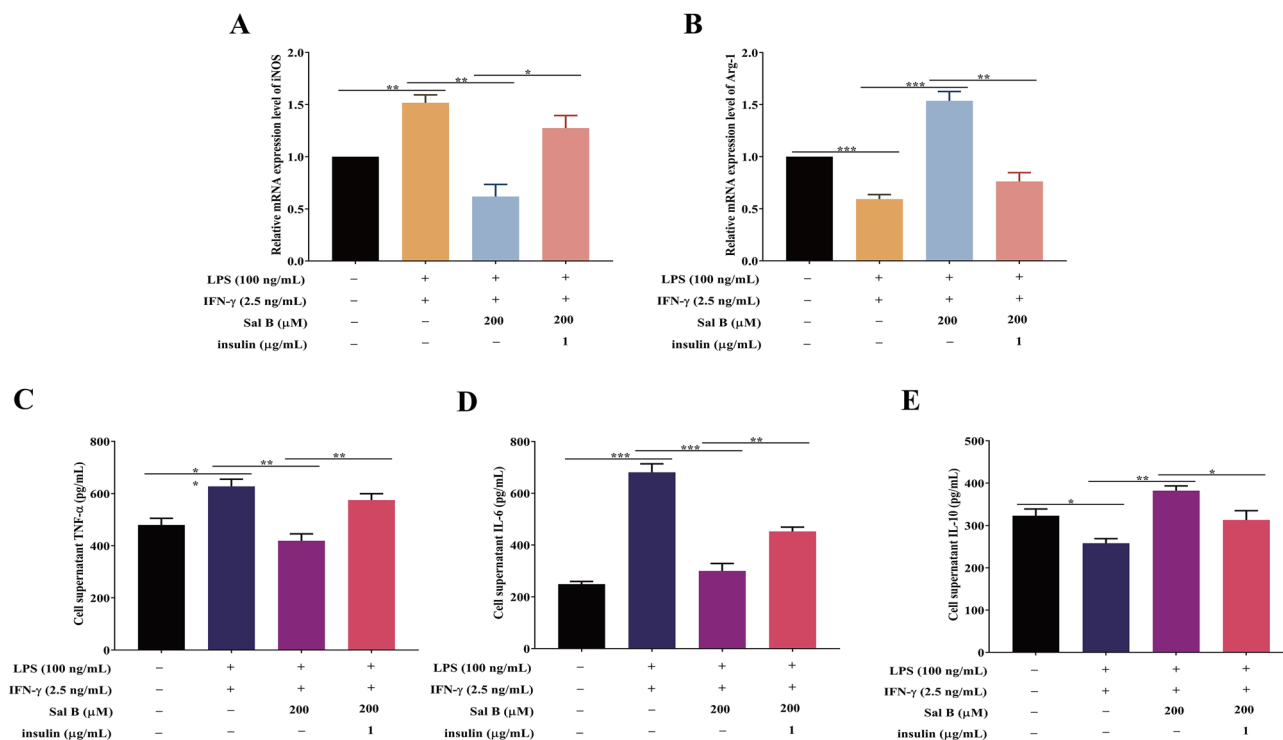 A
Relative mRNA expression level of iNOS
2.0
1.5
1.0
0.5
0.0
** ** *
LPS (100 ng/mL) – + + +
IFN-γ (2.5 ng/mL) – + + +
Sal B (μM) – – 200 200
insulin (μg/mL) – – – 1
B
Relative mRNA expression level of Arg-1
2.0
1.5
1.0
0.5
0.0
*** *** **
LPS (100 ng/mL) – + + +
IFN-γ (2.5 ng/mL) – + + +
Sal B (μM) – – 200 200
insulin (μg/mL) – – – 1
C
Cell supernatant TNF-α (pg/mL)
800
600
400
200
0
* ** **
*
LPS (100 ng/mL) – + + +
IFN-γ (2.5 ng/mL) – + + +
Sal B (μM) – – 200 200
insulin (μg/mL) – – – 1
D
Cell supernatant IL-6 (pg/mL)
800
600
400
200
0
*** *** **
LPS (100 ng/mL) – + + +
IFN-γ (2.5 ng/mL) – + + +
Sal B (μM) – – 200 200
insulin (μg/mL) – – – 1
E
Cell supernatant IL-10 (pg/mL)
500
400
300
200
100
0
* ** *
LPS (100 ng/mL) – + + +
IFN-γ (2.5 ng/mL) – + + +
Sal B (μM) – – 200 200
insulin (μg/mL) – – – 1